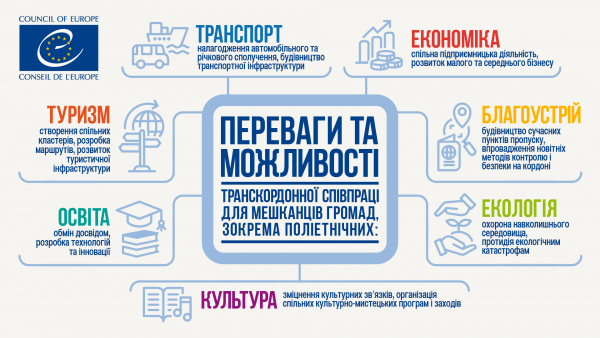 COUNCIL OF EUROPE
CONSEIL DE L'EUROPE
ТРАНСПОРТ
налагодження автомобільного та
річкового сполучення, будівництво
транспортної інфраструктури
ЕКОНОМІКА
спільна підприємницька діяльність,
розвиток малого та середнього бізнесу
ТУРИЗМ
створення спільних
кластерів, розробка
маршрутів, розвиток
туристичної
інфраструктури
ПЕРЕВАГИ ТА
МОЖЛИВОСТІ
ТРАНСКОРДОННОЇ СПІВПРАЦІ
ДЛЯ МЕШКАНЦІВ ГРОМАД,
ЗОКРЕМА ПОЛІЕТНІЧНИХ:
БЛАГОУСТРІЙ
будівництво сучасних
пунктів пропуску,
впровадження новітніх
методів контролю і
безпеки на кордоні
ОСВІТА
обмін досвідом,
розробка технологій
та інновації
ЕКОЛОГІЯ
охорона навколишнього
середовища,
протидія екологічним
катастрофам
КУЛЬТУРА
зміцнення культурних зв'язків, організація
спільних культурно-мистецьких програм і заходів